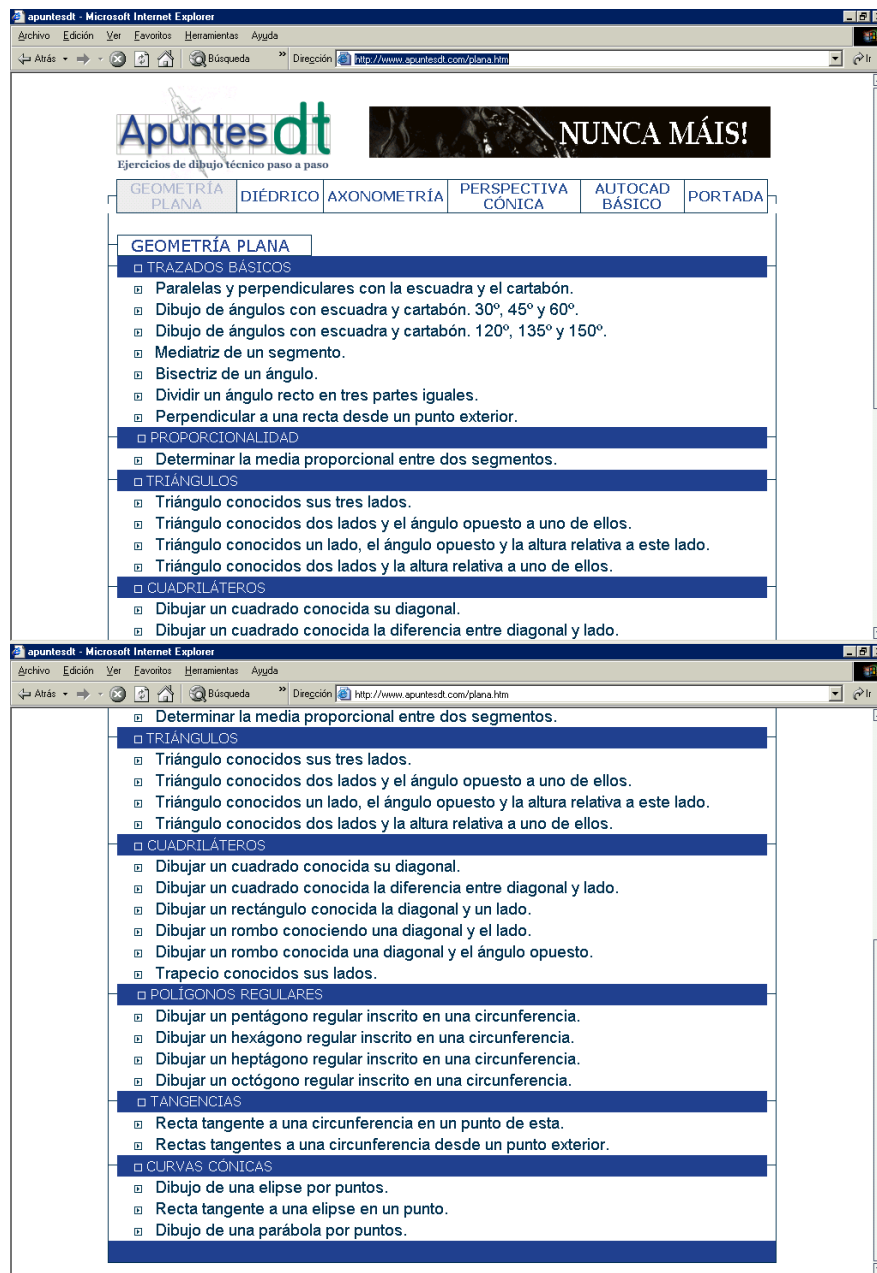 apuntesdt - Microsoft Internet Explorer
Archivo Edición Ver Favoritos Herramientas Ayuda
Atrás Búsqueda » Dirección http://www.apuntesdt.com/plana.htm Ir
Apuntes dt
Ejercicios de dibujo técnico paso a paso
NUNCA MÁIS!
GEOMETRÍA PLANA DIÉDRICO AXONOMETRÍA PERSPECTIVA CÓNICA AUTOCAD BÁSICO PORTADA
GEOMETRÍA PLANA
TRAZADOS BÁSICOS
Paralelas y perpendiculares con la escuadra y el cartabón.
Dibujo de ángulos con escuadra y cartabón. 30º, 45º y 60º.
Dibujo de ángulos con escuadra y cartabón. 120º, 135º y 150º.
Mediatriz de un segmento.
Bisectriz de un ángulo.
Dividir un ángulo recto en tres partes iguales.
Perpendicular a una recta desde un punto exterior.
PROPORCIONALIDAD
Determinar la media proporcional entre dos segmentos.
TRIÁNGULOS
Triángulo conocidos sus tres lados.
Triángulo conocidos dos lados y el ángulo opuesto a uno de ellos.
Triángulo conocidos un lado, el ángulo opuesto y la altura relativa a este lado.
Triángulo conocidos dos lados y la altura relativa a uno de ellos.
CUADRILÁTEROS
Dibujar un cuadrado conocida su diagonal.
Dibujar un cuadrado conocida la diferencia entre diagonal y lado.
apuntesdt - Microsoft Internet Explorer
Archivo Edición Ver Favoritos Herramientas Ayuda
Atrás Búsqueda » Dirección http://www.apuntesdt.com/plana.htm Ir
Determinar la media proporcional entre dos segmentos.
TRIÁNGULOS
Triángulo conocidos sus tres lados.
Triángulo conocidos dos lados y el ángulo opuesto a uno de ellos.
Triángulo conocidos un lado, el ángulo opuesto y la altura relativa a este lado.
Triángulo conocidos dos lados y la altura relativa a uno de ellos.
CUADRILÁTEROS
Dibujar un cuadrado conocida su diagonal.
Dibujar un cuadrado conocida la diferencia entre diagonal y lado.
Dibujar un rectángulo conocida la diagonal y un lado.
Dibujar un rombo conociendo una diagonal y el lado.
Dibujar un rombo conocida una diagonal y el ángulo opuesto.
Trapecio conocidos sus lados.
POLÍGONOS REGULARES
Dibujar un pentágono regular inscrito en una circunferencia.
Dibujar un hexágono regular inscrito en una circunferencia.
Dibujar un heptágono regular inscrito en una circunferencia.
Dibujar un octógono regular inscrito en una circunferencia.
TANGENCIAS
Recta tangente a una circunferencia en un punto de esta.
Rectas tangentes a una circunferencia desde un punto exterior.
CURVAS CÓNICAS
Dibujo de una elipse por puntos.
Recta tangente a una elipse en un punto.
Dibujo de una parábola por puntos.